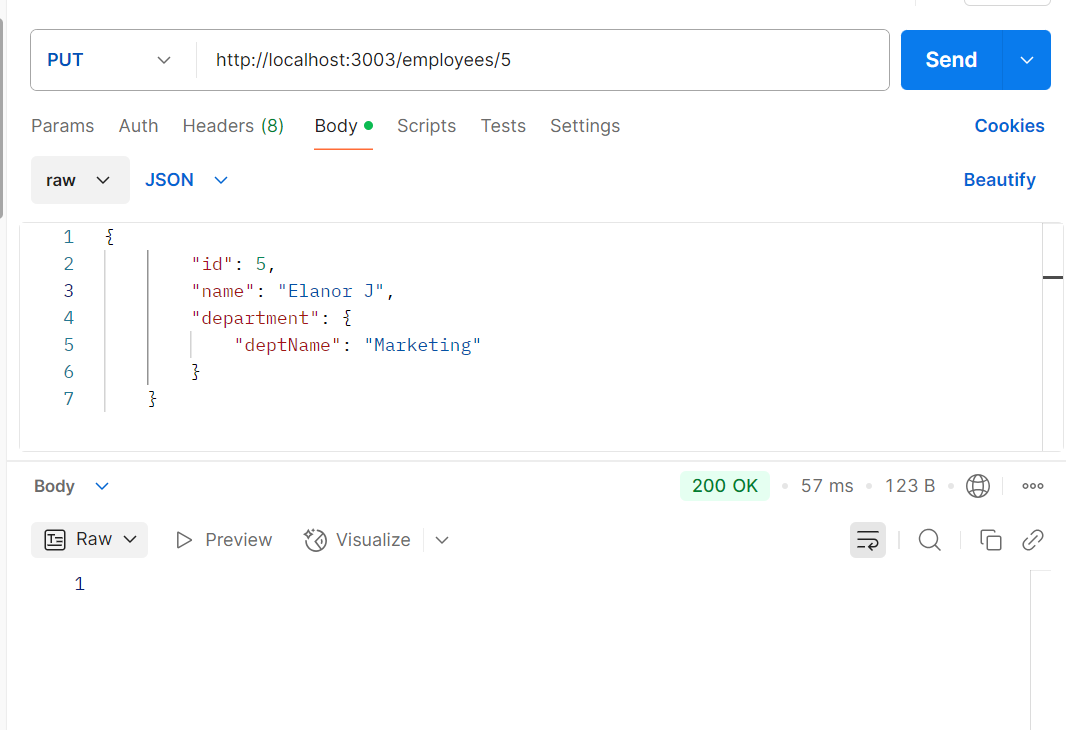 PUT http://localhost:3003/employees/5 Send
Params Auth Headers (8) Body Scripts Tests Settings Cookies
raw JSON Beautify
1 {
2 "id": 5,
3 "name": "Elanor J",
4 "department": {
5 "deptName": "Marketing"
6 }
7 }
Body 200 OK 57 ms 123 B
Raw Preview Visualize
1